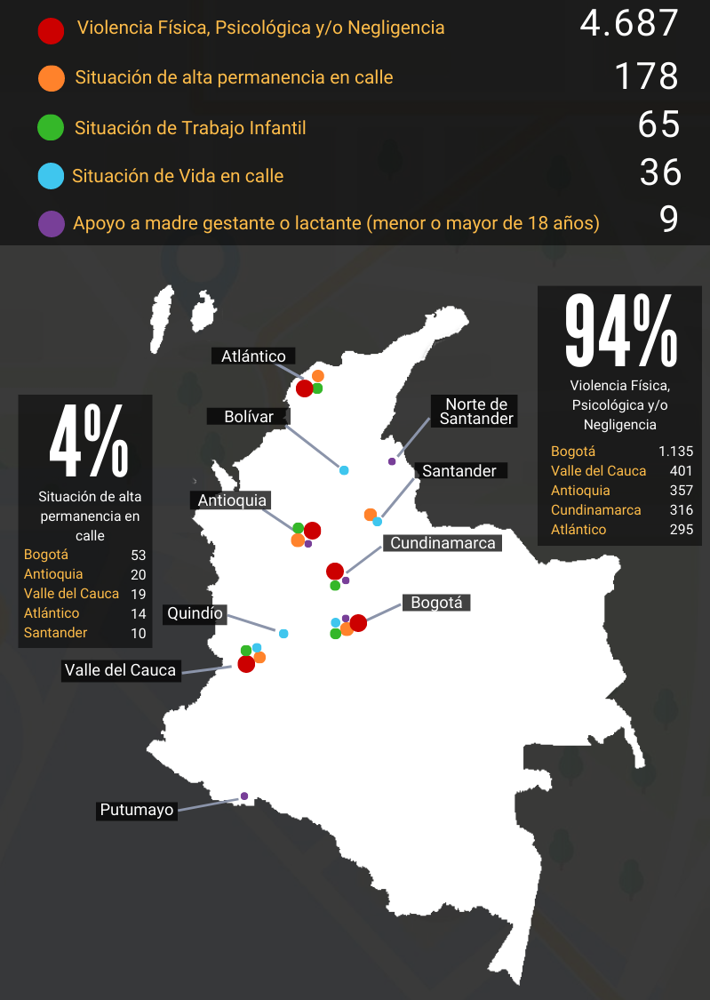 Violencia Física, Psicológica y/o Negligencia 4.687
Situación de alta permanencia en calle 178
Situación de Trabajo Infantil 65
Situación de Vida en calle 36
Apoyo a madre gestante o lactante (menor o mayor de 18 años) 9
94%
Violencia Física,
Psicológica y/o
Negligencia
Bogotá 1.135
Valle del Cauca 401
Antioquia 357
Cundinamarca 316
Atlántico 295
4%
Situación de alta
permanencia en
calle
Bogotá 53
Antioquia 20
Valle del Cauca 19
Atlántico 14
Santander 10
Atlántico
Bolívar
Norte de
Santander
Santander
Antioquia
Cundinamarca
Bogotá
Quindío
Valle del Cauca
Putumayo